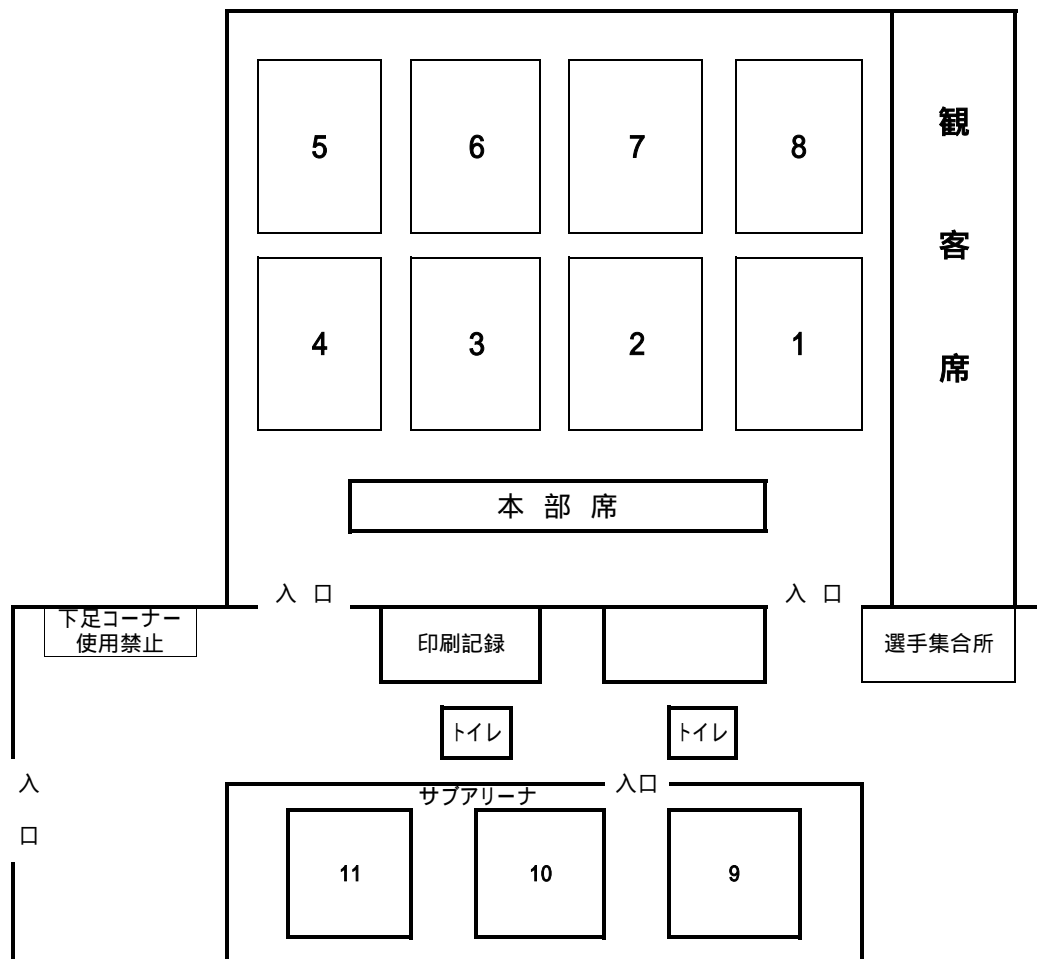 5 6 7 8
観客席
4 3 2 1
本部席
入口 入口
下足コーナー
使用禁止
印刷記録
選手集合所
トイレ トイレ
入口
入口
サブアリーナ
11 10 9